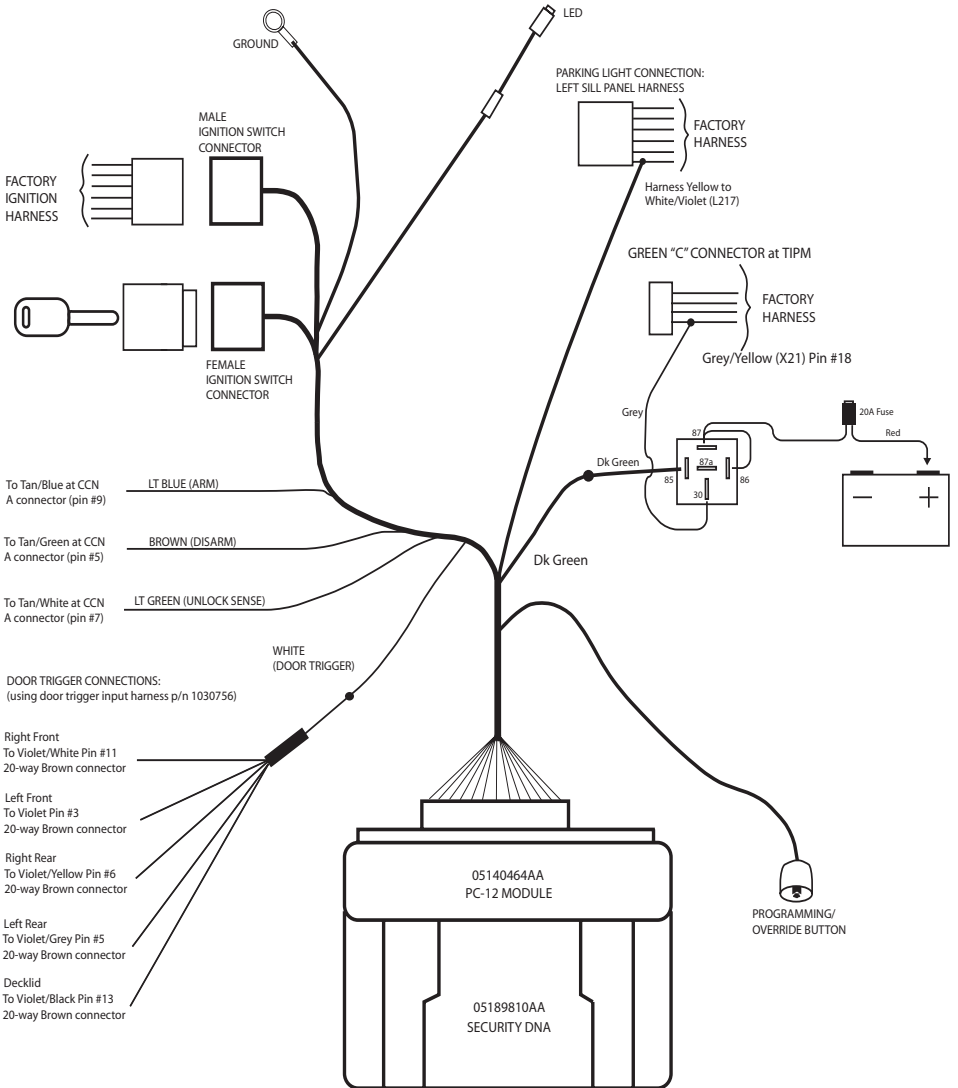 GROUND
LED
PARKING LIGHT CONNECTION:
LEFT SILL PANEL HARNESS
FACTORY
HARNESS
Harness Yellow to
White/Violet (L217)
MALE
IGNITION SWITCH
CONNECTOR
FACTORY
IGNITION
HARNESS
GREEN "C" CONNECTOR at TIPM
FACTORY
HARNESS
Grey/Yellow (X21) Pin #18
FEMALE
IGNITION SWITCH
CONNECTOR
Grey
20A Fuse
Red
87
87a
85
86
30
Dk Green
Dk Green
To Tan/Blue at CCN
A connector (pin #9)
LT BLUE (ARM)
To Tan/Green at CCN
A connector (pin #5)
BROWN (DISARM)
To Tan/White at CCN
A connector (pin #7)
LT GREEN (UNLOCK SENSE)
WHITE
(DOOR TRIGGER)
DOOR TRIGGER CONNECTIONS:
(using door trigger input harness p/n 1030756)
Right Front
To Violet/White Pin #11
20-way Brown connector
Left Front
To Violet Pin #3
20-way Brown connector
Right Rear
To Violet/Yellow Pin #6
20-way Brown connector
Left Rear
To Violet/Grey Pin #5
20-way Brown connector
Decklid
To Violet/Black Pin #13
20-way Brown connector
05140464AA
PC-12 MODULE
05189810AA
SECURITY DNA
PROGRAMMING/
OVERRIDE BUTTON